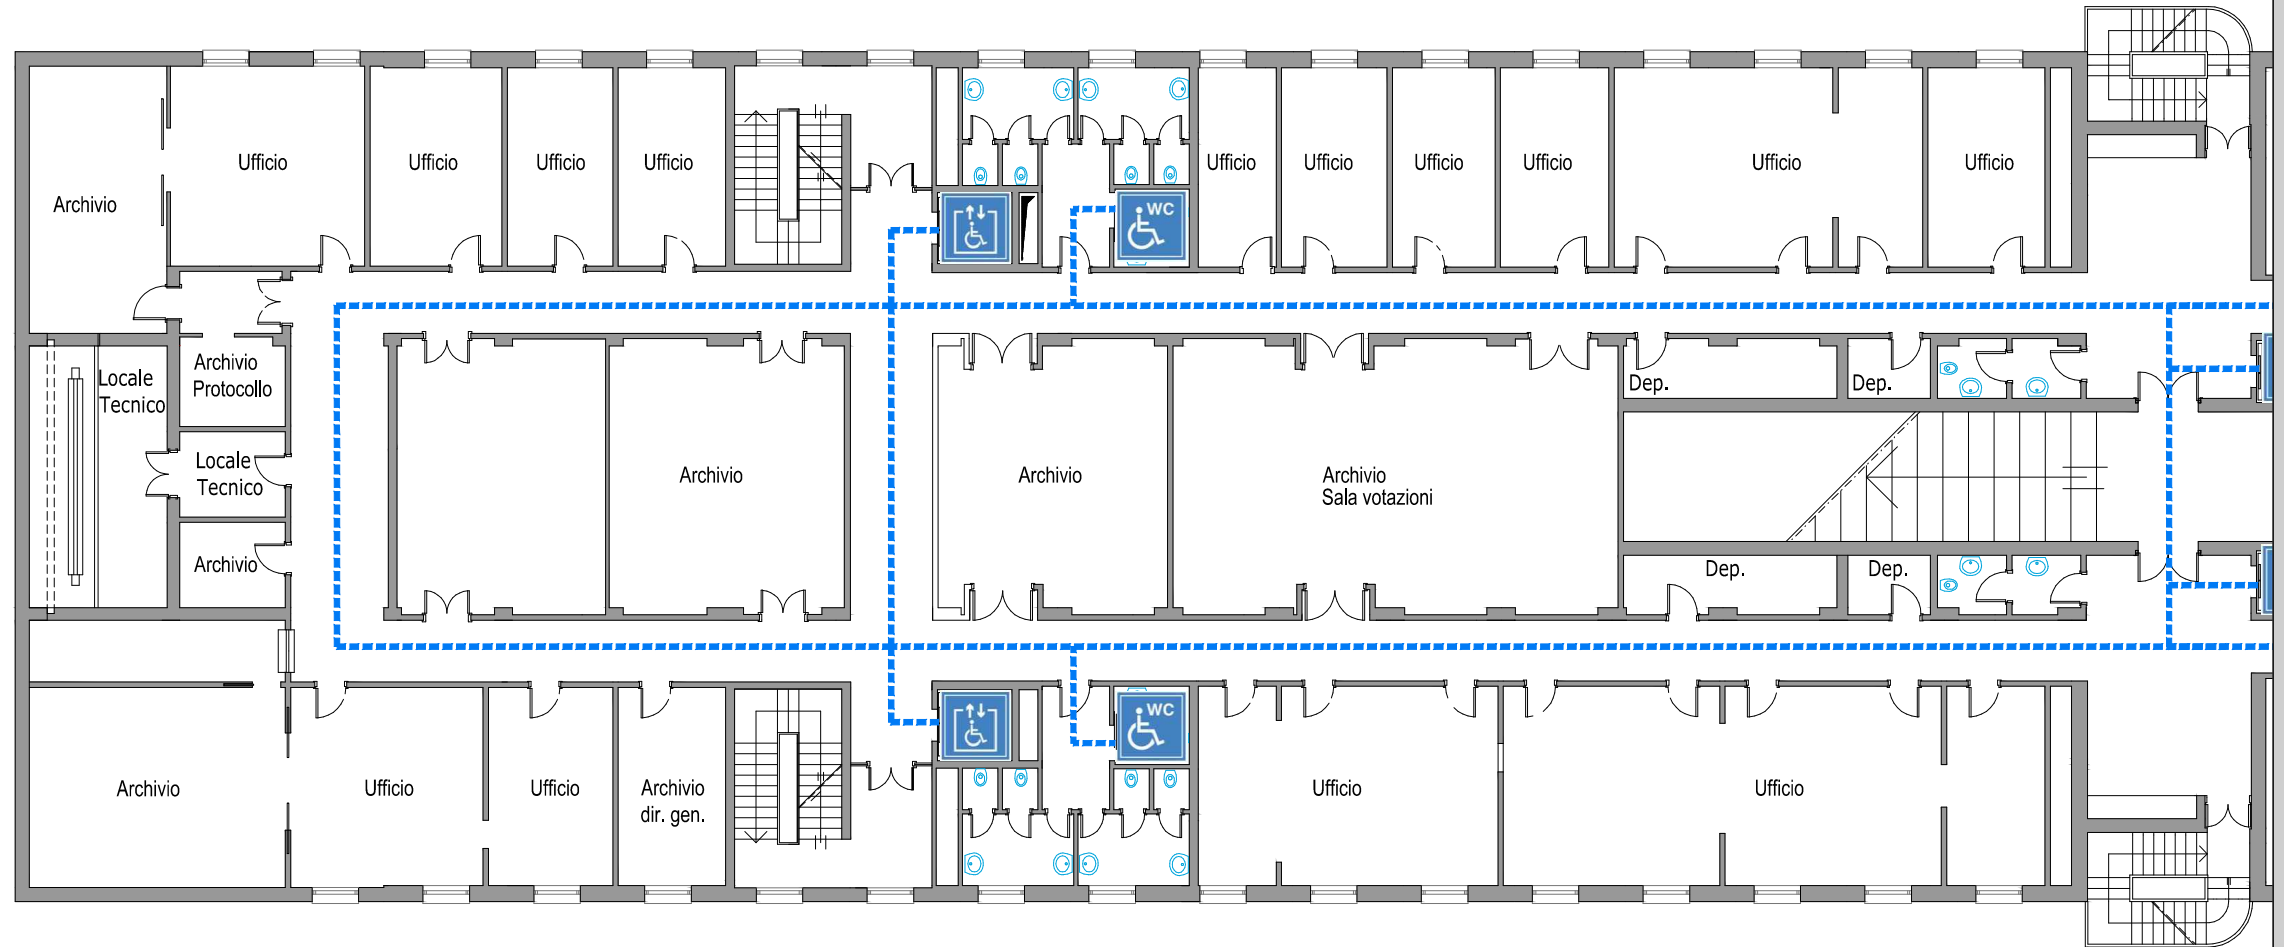 Ufficio
Ufficio
Ufficio
Ufficio
Ufficio
Ufficio
Ufficio
Ufficio
Ufficio
Ufficio
Archivio
WC
Archivio
Protocollo
Locale
Tecnico
Dep.
Dep.
Locale
Tecnico
Archivio
Archivio
Archivio
Sala votazioni
Archivio
Dep.
Dep.
WC
Archivio
Ufficio
Ufficio
Archivio
dir. gen.
Ufficio
Ufficio